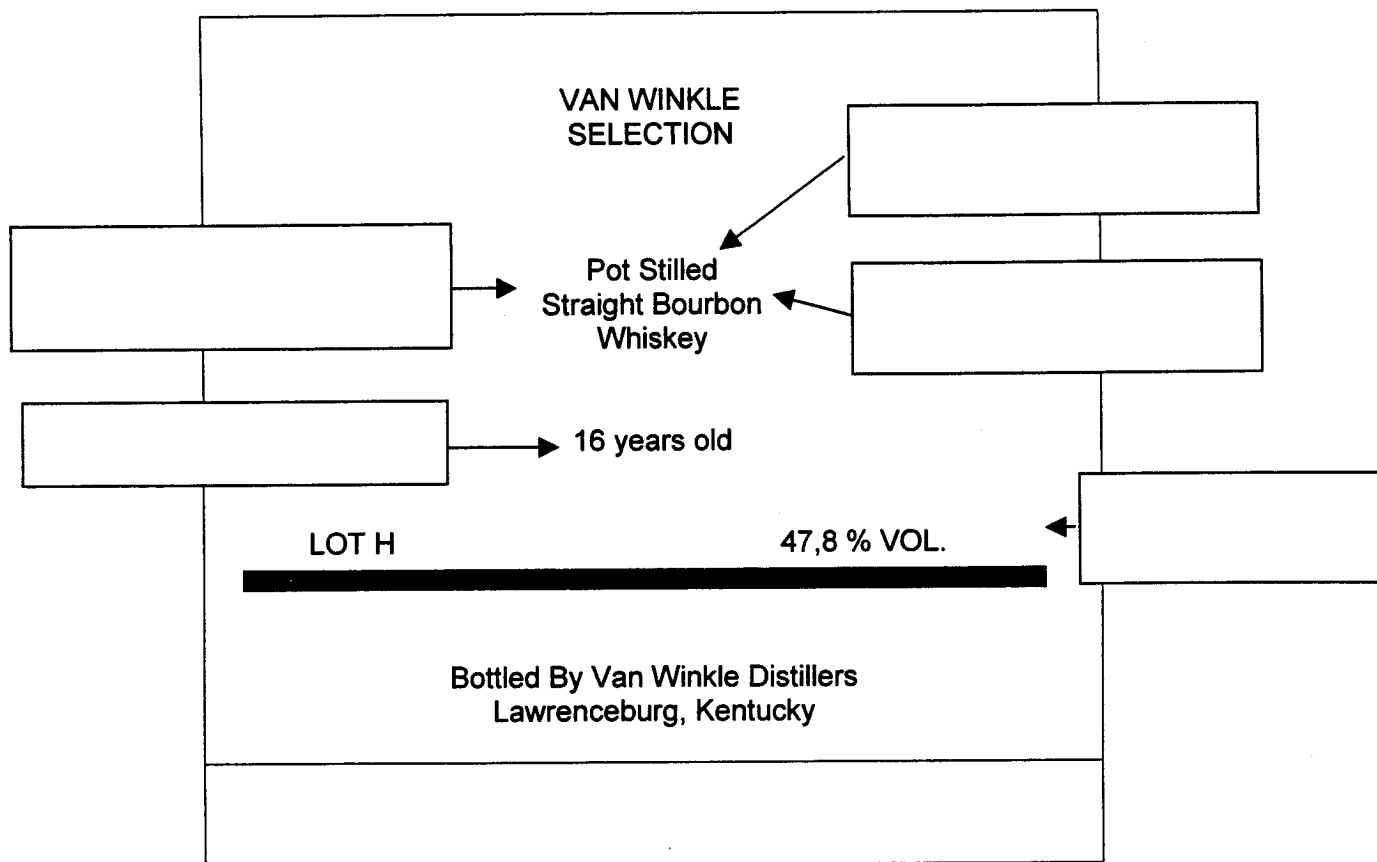 VAN WINKLE
SELECTION
Pot Stilled
Straight Bourbon
Whiskey
16 years old
LOT H
47,8 % VOL.
Bottled By Van Winkle Distillers
Lawrenceburg, Kentucky